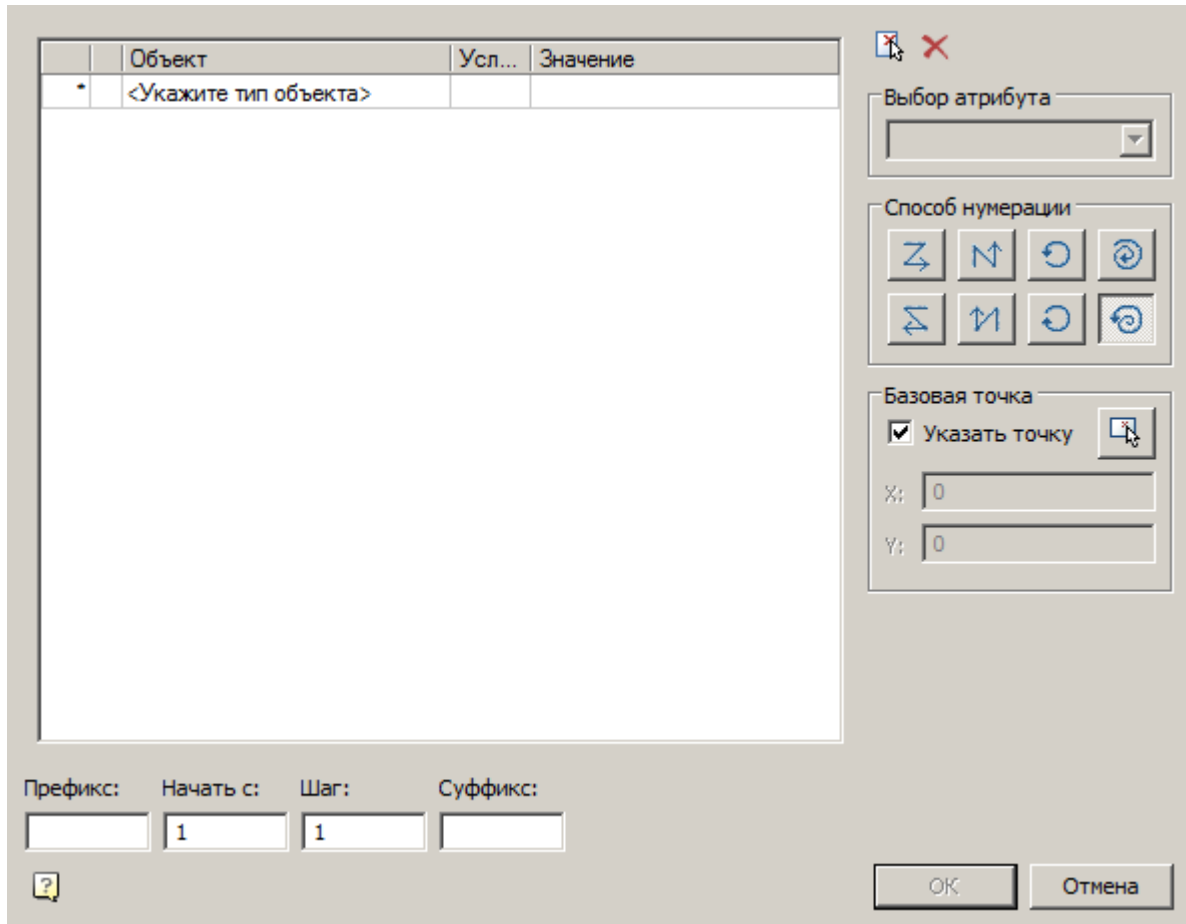 Объект Усл... Значение
* <Укажите тип объекта>
Выбор атрибута
Способ нумерации
Базовая точка
Указать точку
X: 0
Y: 0
Префикс: Начать с: Шаг: Суффикс:
1 1
?
OK Отмена